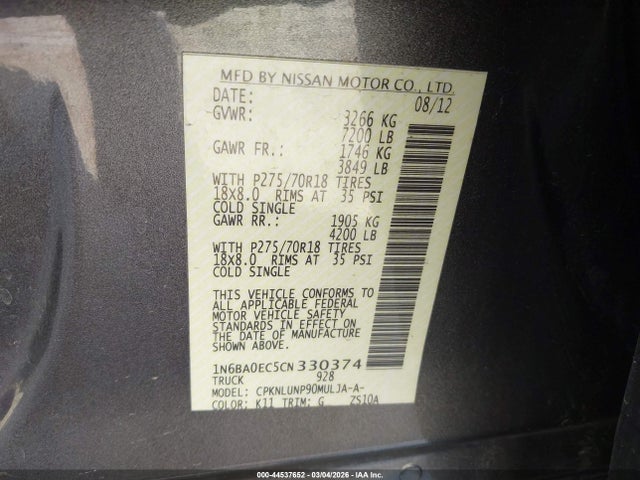 MFD BY NISSAN MOTOR CO., LTD.
DATE: 08/12
GVWR: 3266 KG
7200 LB
GAWR FR.: 1746 KG
3849 LB
WITH P275/70R18 TIRES
18X8.0 RIMS AT 35 PSI
COLD SINGLE
GAWR RR.: 1905 KG
4200 LB
WITH P275/70R18 TIRES
18X8.0 RIMS AT 35 PSI
COLD SINGLE
THIS VEHICLE CONFORMS TO
ALL APPLICABLE FEDERAL
MOTOR VEHICLE SAFETY
STANDARDS IN EFFECT ON
THE DATE OF MANUFACTURE
SHOWN ABOVE.
1N6BA0EC5CN330374
TRUCK 928
MODEL: CPKNLUNP90MULJA-A-
COLOR: K11 TRIM: G ZS10A
000-44537652 - 03/04/2026 - IAA Inc.